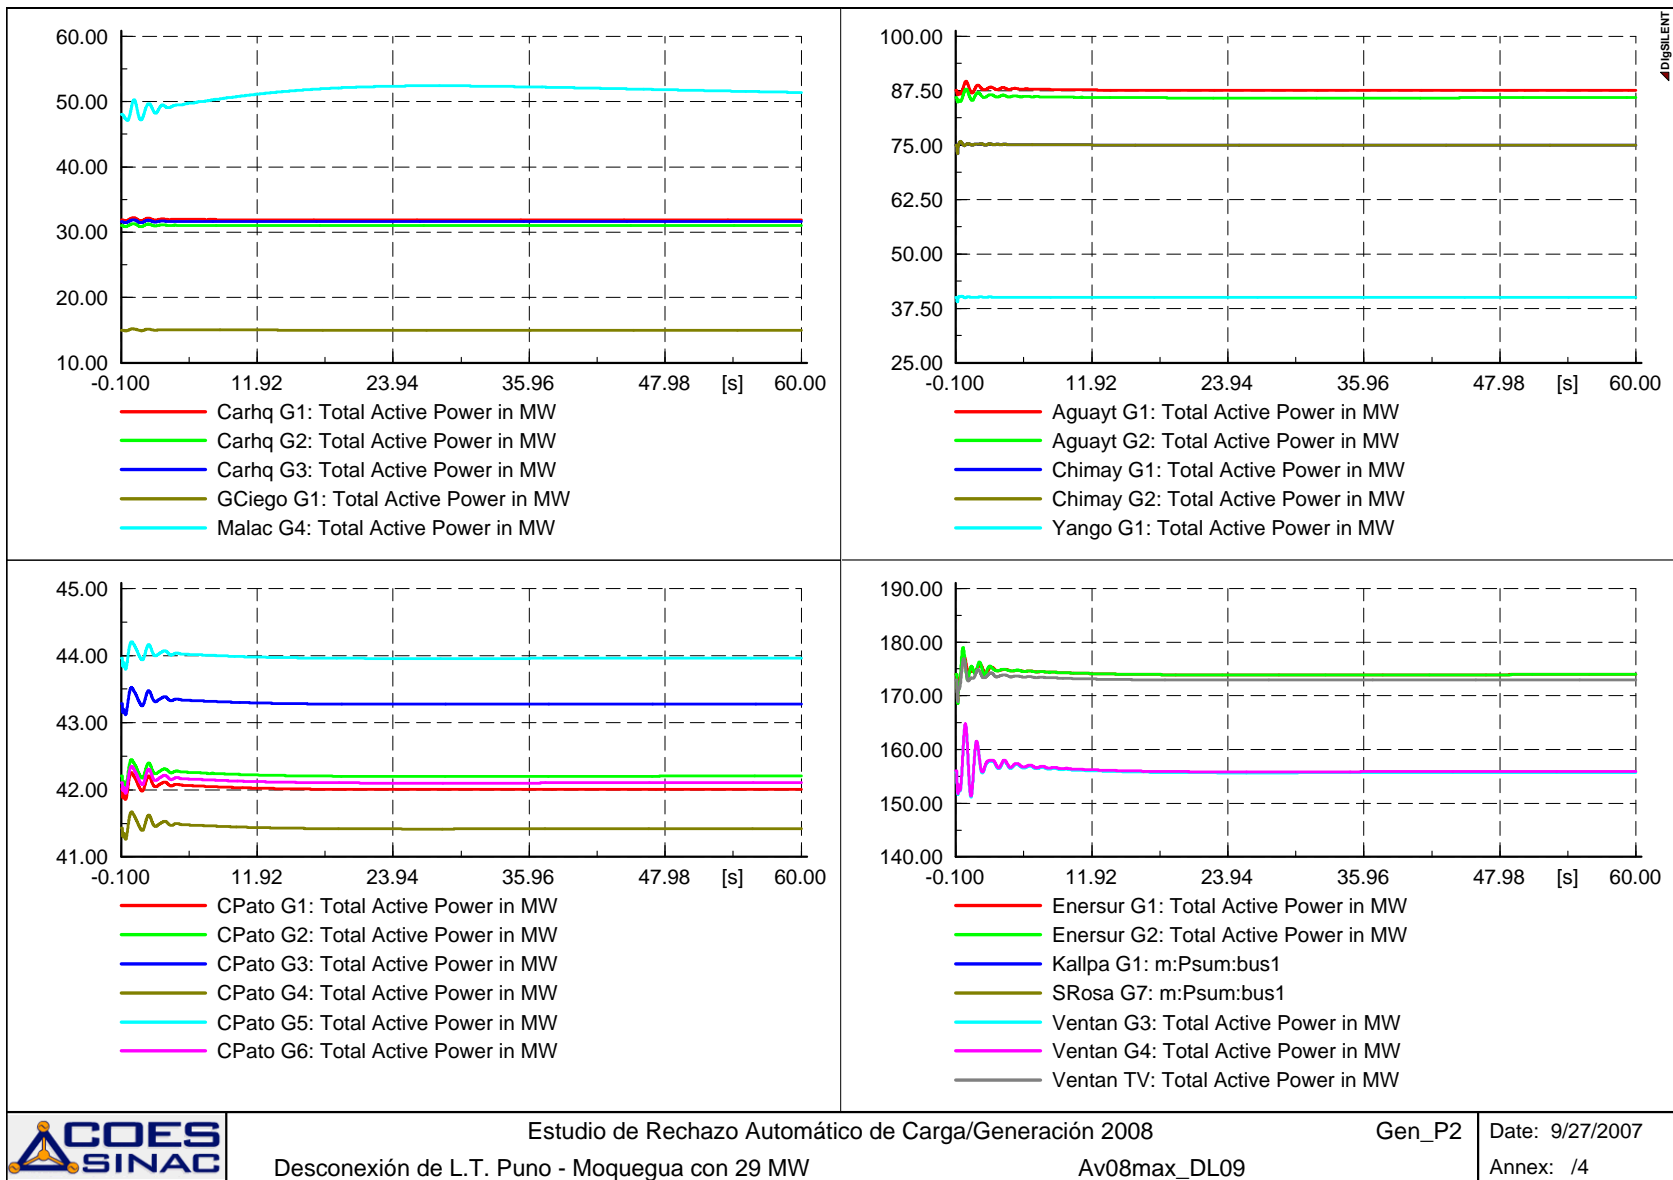 60.00
50.00
40.00
30.00
20.00
10.00
-0.100 11.92 23.94 35.96 47.98 [s] 60.00
Carhq G1: Total Active Power in MW
Carhq G2: Total Active Power in MW
Carhq G3: Total Active Power in MW
GCiego G1: Total Active Power in MW
Malac G4: Total Active Power in MW
DIgSILENT
100.00
87.50
75.00
62.50
50.00
37.50
25.00
-0.100 11.92 23.94 35.96 47.98 [s] 60.00
Aguayt G1: Total Active Power in MW
Aguayt G2: Total Active Power in MW
Chimay G1: Total Active Power in MW
Chimay G2: Total Active Power in MW
Yango G1: Total Active Power in MW
45.00
44.00
43.00
42.00
41.00
-0.100 11.92 23.94 35.96 47.98 [s] 60.00
CPato G1: Total Active Power in MW
CPato G2: Total Active Power in MW
CPato G3: Total Active Power in MW
CPato G4: Total Active Power in MW
CPato G5: Total Active Power in MW
CPato G6: Total Active Power in MW
190.00
180.00
170.00
160.00
150.00
140.00
-0.100 11.92 23.94 35.96 47.98 [s] 60.00
Enersur G1: Total Active Power in MW
Enersur G2: Total Active Power in MW
Kallpa G1: m:Psum:bus1
SRosa G7: m:Psum:bus1
Ventan G3: Total Active Power in MW
Ventan G4: Total Active Power in MW
Ventan TV: Total Active Power in MW
COES
SINAC
Estudio de Rechazo Automático de Carga/Generación 2008 Gen_P2
Desconexión de L.T. Puno - Moquegua con 29 MW Av08max_DL09
Date: 9/27/2007
Annex: /4